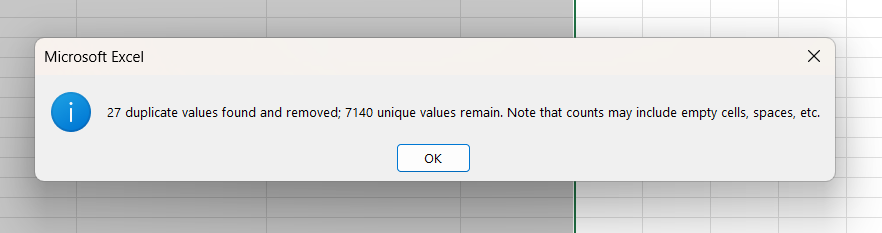 Microsoft Excel
27 duplicate values found and removed; 7140 unique values remain. Note that counts may include empty cells, spaces, etc.
OK